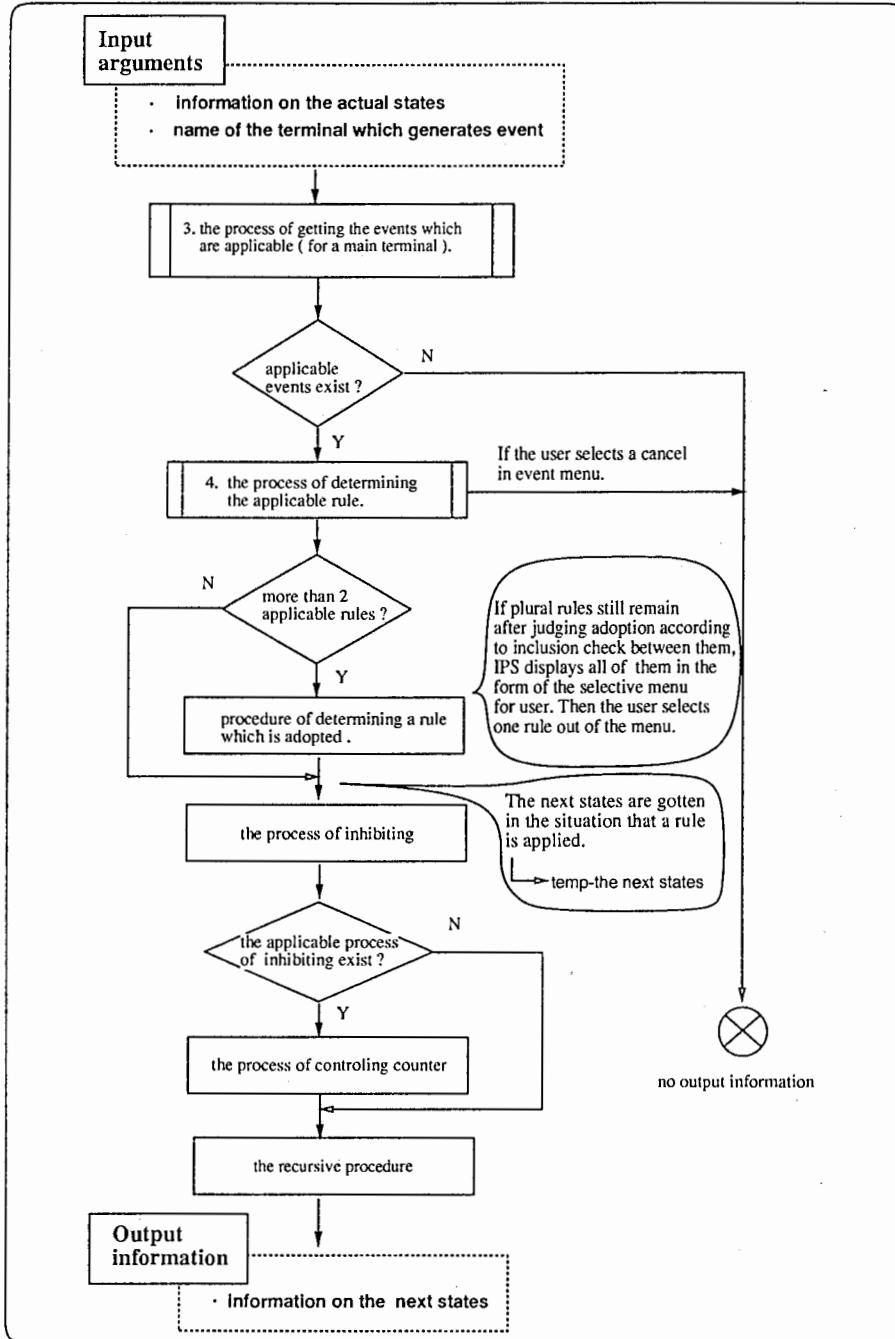 Input
arguments
· information on the actual states
· name of the terminal which generates event
3. the process of getting the events which
are applicable ( for a main terminal ).
applicable
events exist ?
N
Y
If the user selects a cancel
in event menu.
4. the process of determining
the applicable rule.
N
more than 2
applicable rules ?
Y
If plural rules still remain
after judging adoption according
to inclusion check between them,
IPS displays all of them in the
form of the selective menu
for user. Then the user selects
one rule out of the menu.
procedure of determining a rule
which is adopted .
The next states are gotten
in the situation that a rule
is applied.
temp-the next states
the process of inhibiting
the applicable process
of inhibiting exist ?
N
Y
the process of controling counter
no output information
the recursive procedure
Output
information
· Information on the next states